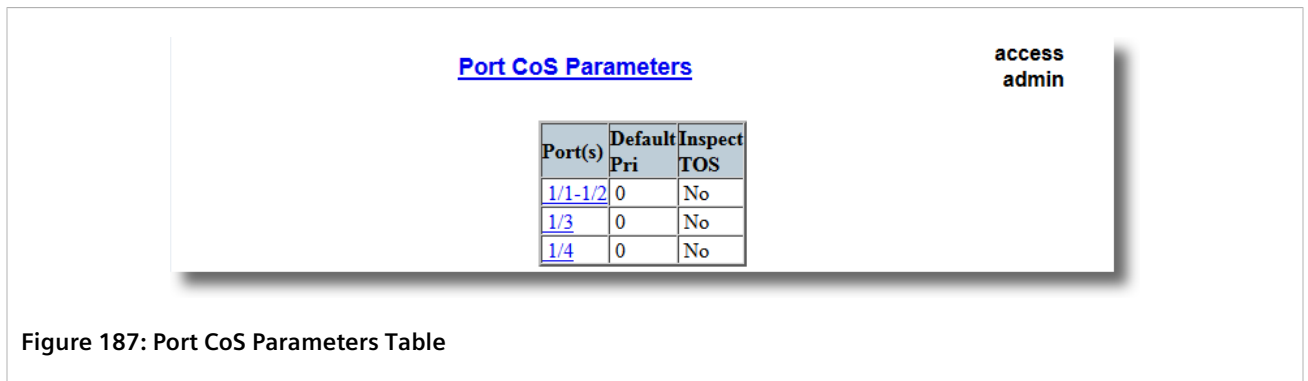 Port CoS Parameters
access
admin
Port(s) Default Pri Inspect TOS
1/1-1/2 0 No
1/3 0 No
1/4 0 No
Figure 187: Port CoS Parameters Table